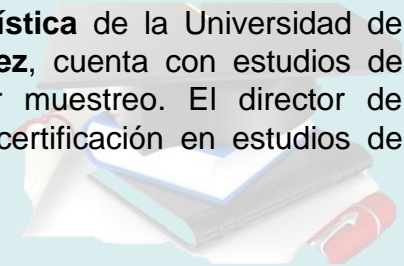 ística de la Universidad de
ez, cuenta con estudios de
r muestreo. El director de
certificación en estudios de